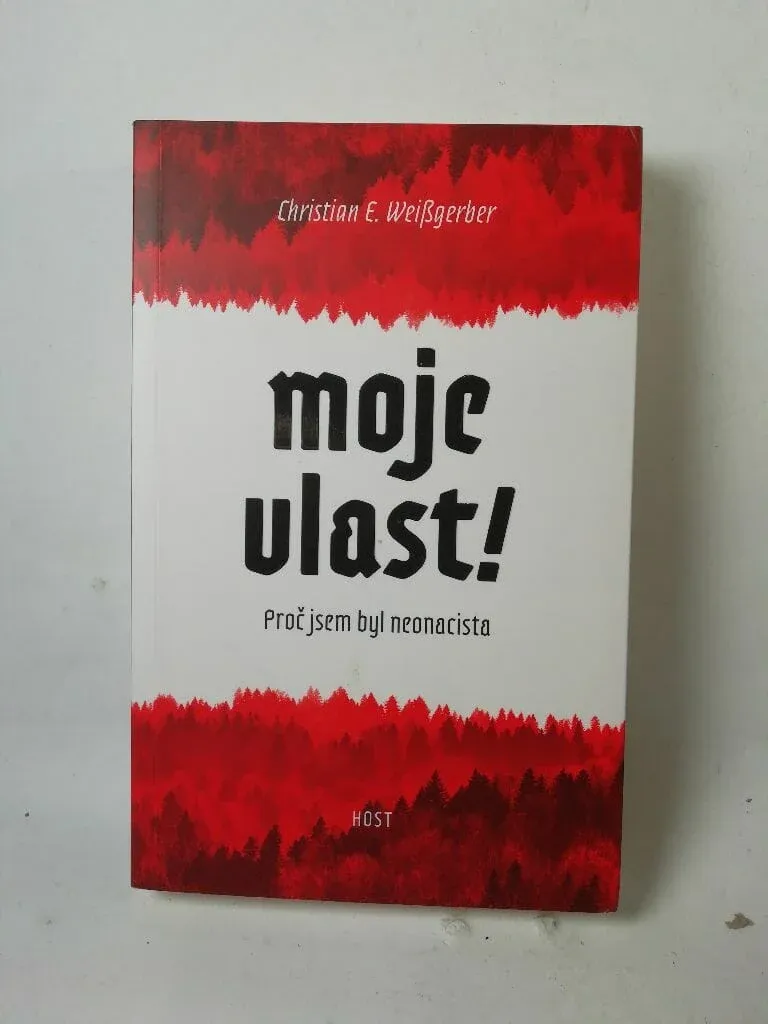 Christian E. Weißgerber
moje
vlast!
Proč jsem byl neonacista
HOST